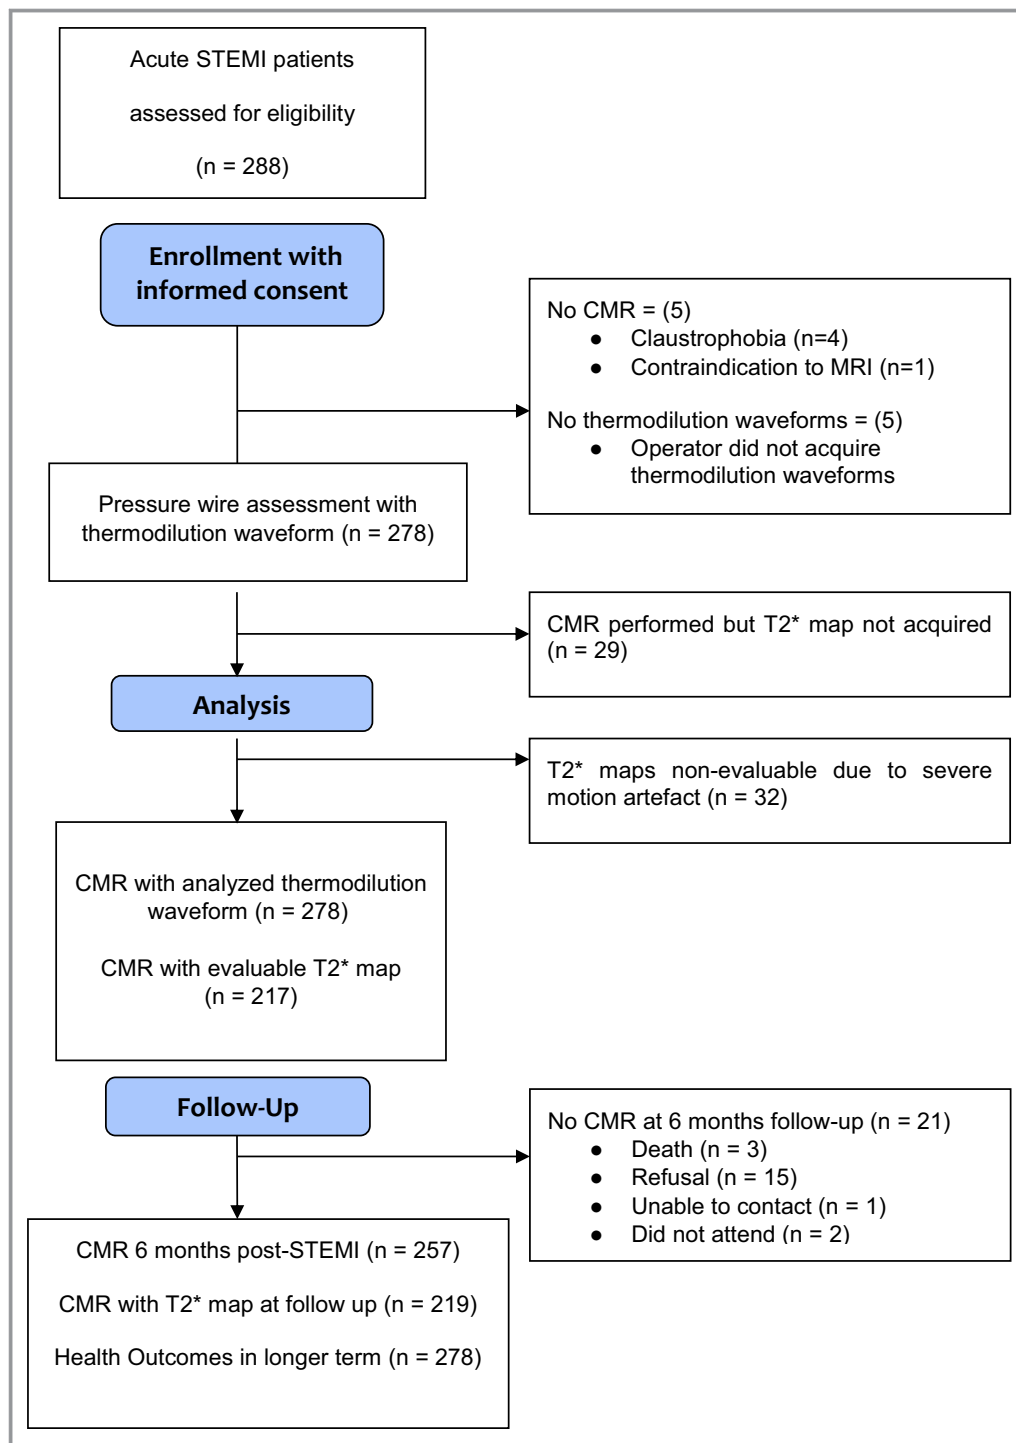 Acute STEMI patients
assessed for eligibility
(n = 288)
Enrollment with
informed consent
No CMR = (5)
● Claustrophobia (n=4)
● Contraindication to MRI (n=1)
No thermodilution waveforms = (5)
● Operator did not acquire
thermodilution waveforms
Pressure wire assessment with
thermodilution waveform (n = 278)
CMR performed but T2* map not acquired
(n = 29)
Analysis
T2* maps non-evaluable due to severe
motion artefact (n = 32)
CMR with analyzed thermodilution
waveform (n = 278)
CMR with evaluable T2* map
(n = 217)
Follow-Up
No CMR at 6 months follow-up (n = 21)
● Death (n = 3)
● Refusal (n = 15)
● Unable to contact (n = 1)
● Did not attend (n = 2)
CMR 6 months post-STEMI (n = 257)
CMR with T2* map at follow up (n = 219)
Health Outcomes in longer term (n = 278)